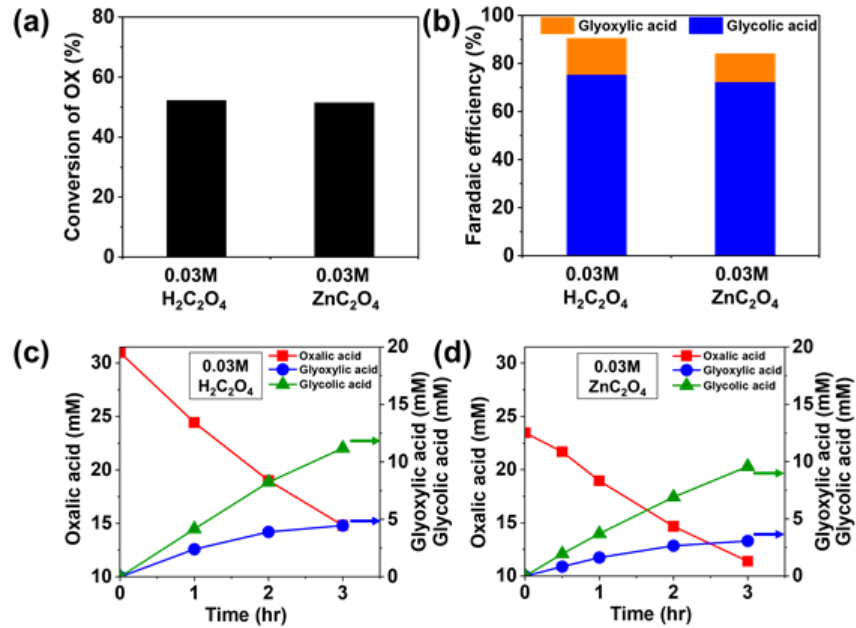 (a)
Conversion of OX (%)
80
60
40
20
0
0.03M
H₂C₂O₄
0.03M
ZnC₂O₄
(b)
Faradaic efficiency (%)
Glyoxylic acid
Glycolic acid
100
80
60
40
20
0
0.03M
H₂C₂O₄
0.03M
ZnC₂O₄
(c)
Oxalic acid (mM)
30
25
20
15
10
0.03M
H₂C₂O₄
Oxalic acid
Glyoxylic acid
Glycolic acid
20
15
10
5
0
Glyoxylic acid (mM)
Glycolic acid (mM)
0
1
2
3
Time (hr)
(d)
Oxalic acid (mM)
30
25
20
15
10
0.03M
ZnC₂O₄
Oxalic acid
Glyoxylic acid
Glycolic acid
20
15
10
5
0
Glyoxylic acid (mM)
Glycolic acid (mM)
0
1
2
3
Time (hr)